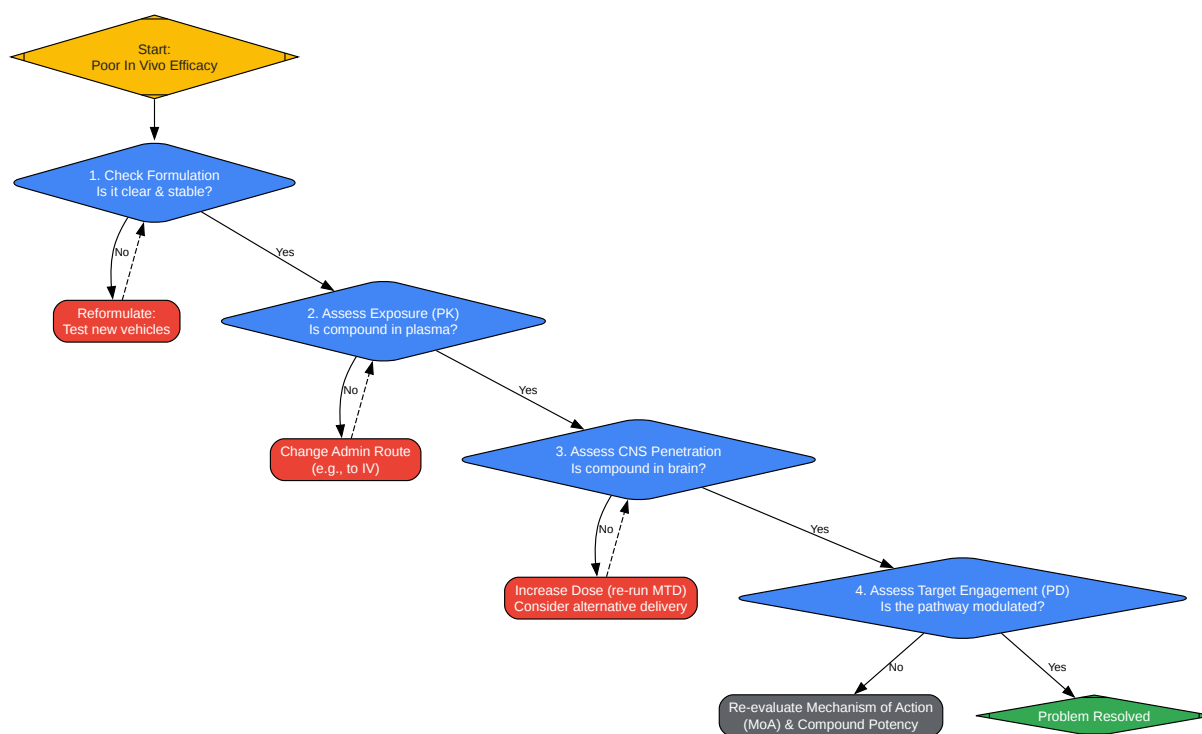 Start:
Poor In Vivo Efficacy
1. Check Formulation
Is it clear & stable?
No
Yes
Reformulate:
Test new vehicles
2. Assess Exposure (PK)
Is compound in plasma?
No
Yes
Change Admin Route
(e.g., to IV)
3. Assess CNS Penetration
Is compound in brain?
No
Yes
Increase Dose (re-run MTD)
Consider alternative delivery
4. Assess Target Engagement (PD)
Is the pathway modulated?
No
Yes
Re-evaluate Mechanism of Action
(MoA) & Compound Potency
Problem Resolved